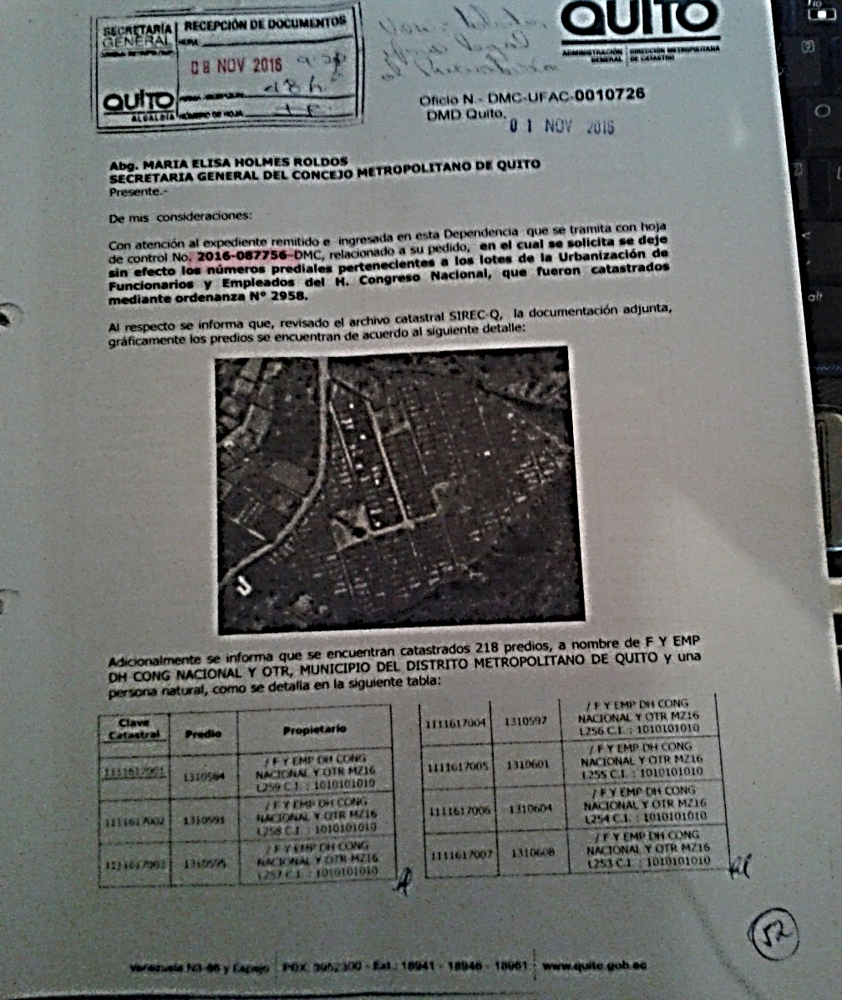 SECRETARÍA
GENERAL
RECEPCIÓN DE DOCUMENTOS
HORA:
08 NOV 2016
QUITO
ALCALDÍA
NÚMERO DE HOJA
QUITO
ADMINISTRACIÓN GENERAL
DIRECCIÓN METROPOLITANA DE CATASTRO
Oficio N.- DMC-UFAC-0010726
DMD Quito,
01 NOV 2016
Abg. MARIA ELISA HOLMES ROLDOS
SECRETARIA GENERAL DEL CONCEJO METROPOLITANO DE QUITO
Presente.-
De mis consideraciones:
Con atención al expediente remitido e ingresada en esta Dependencia que se tramita con hoja
de control No. 2016-087756-DMC, relacionado a su pedido, en el cual se solicita se deje
sin efecto los números prediales pertenecientes a los lotes de la Urbanización de
Funcionarios y Empleados del H. Congreso Nacional, que fueron catastrados
mediante ordenanza N° 2958.
Al respecto se informa que, revisado el archivo catastral SIREC-Q, la documentación adjunta,
gráficamente los predios se encuentran de acuerdo al siguiente detalle:
Adicionalmente se informa que se encuentran catastrados 218 predios, a nombre de F Y EMP
DH CONG NACIONAL Y OTR, MUNICIPIO DEL DISTRITO METROPOLITANO DE QUITO y una
persona natural, como se detalla en la siguiente tabla:
Clave Catastral Predio Propietario
1111617001 1310584 / F Y EMP DH CONG
NACIONAL Y OTR MZ16
L259 C.I. : 1010101010
1111617002 1310591 / F Y EMP DH CONG
NACIONAL Y OTR MZ16
L258 C.I. : 1010101010
1111617003 1310595 / F Y EMP DH CONG
NACIONAL Y OTR MZ16
L257 C.I. : 1010101010
1111617004 1310597 / F Y EMP DH CONG
NACIONAL Y OTR MZ16
L256 C.I. : 1010101010
1111617005 1310601 / F Y EMP DH CONG
NACIONAL Y OTR MZ16
L255 C.I. : 1010101010
1111617006 1310604 / F Y EMP DH CONG
NACIONAL Y OTR MZ16
L254 C.I. : 1010101010
1111617007 1310608 / F Y EMP DH CONG
NACIONAL Y OTR MZ16
L253 C.I. : 1010101010
52
Venezuela N3-86 y Espejo PBX: 3952300 - Ext.: 18941 - 18946 - 18961 www.quito.gob.ec
alt